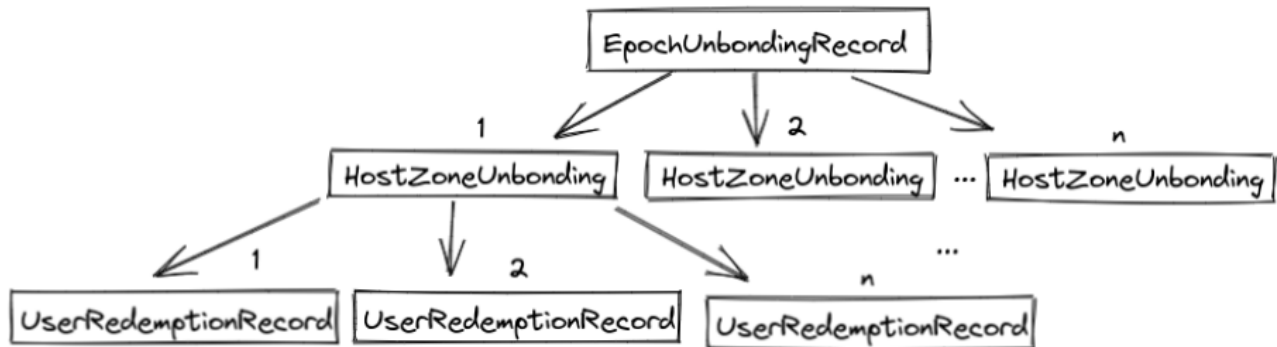 EpochUnbondingRecord
1 2 n
HostZoneUnbonding HostZoneUnbonding ... HostZoneUnbonding
...
1 2 n
UserRedemptionRecord UserRedemptionRecord UserRedemptionRecord